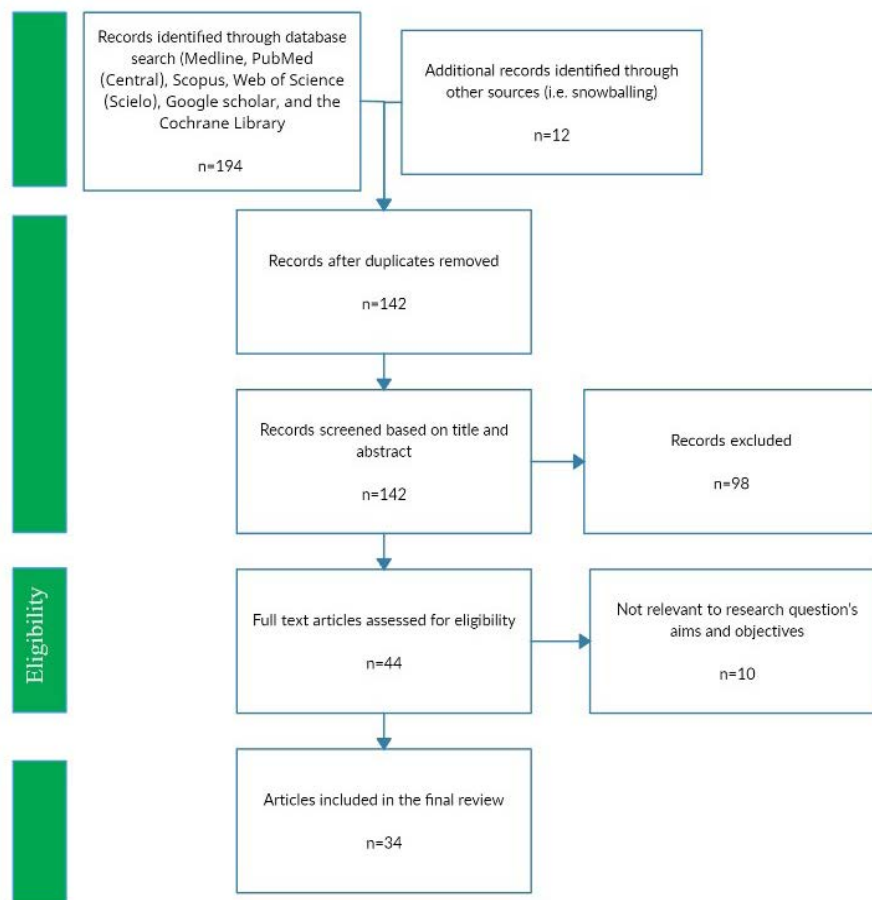 Records identified through database
search (Medline, PubMed
(Central), Scopus, Web of Science
(Scielo), Google scholar, and the
Cochrane Library
n=194
Additional records identified through
other sources (i.e. snowballing)
n=12
Records after duplicates removed
n=142
Records screened based on title and
abstract
n=142
Records excluded
n=98
Eligibility
Full text articles assessed for eligibility
n=44
Not relevant to research question's
aims and objectives
n=10
Articles included in the final review
n=34